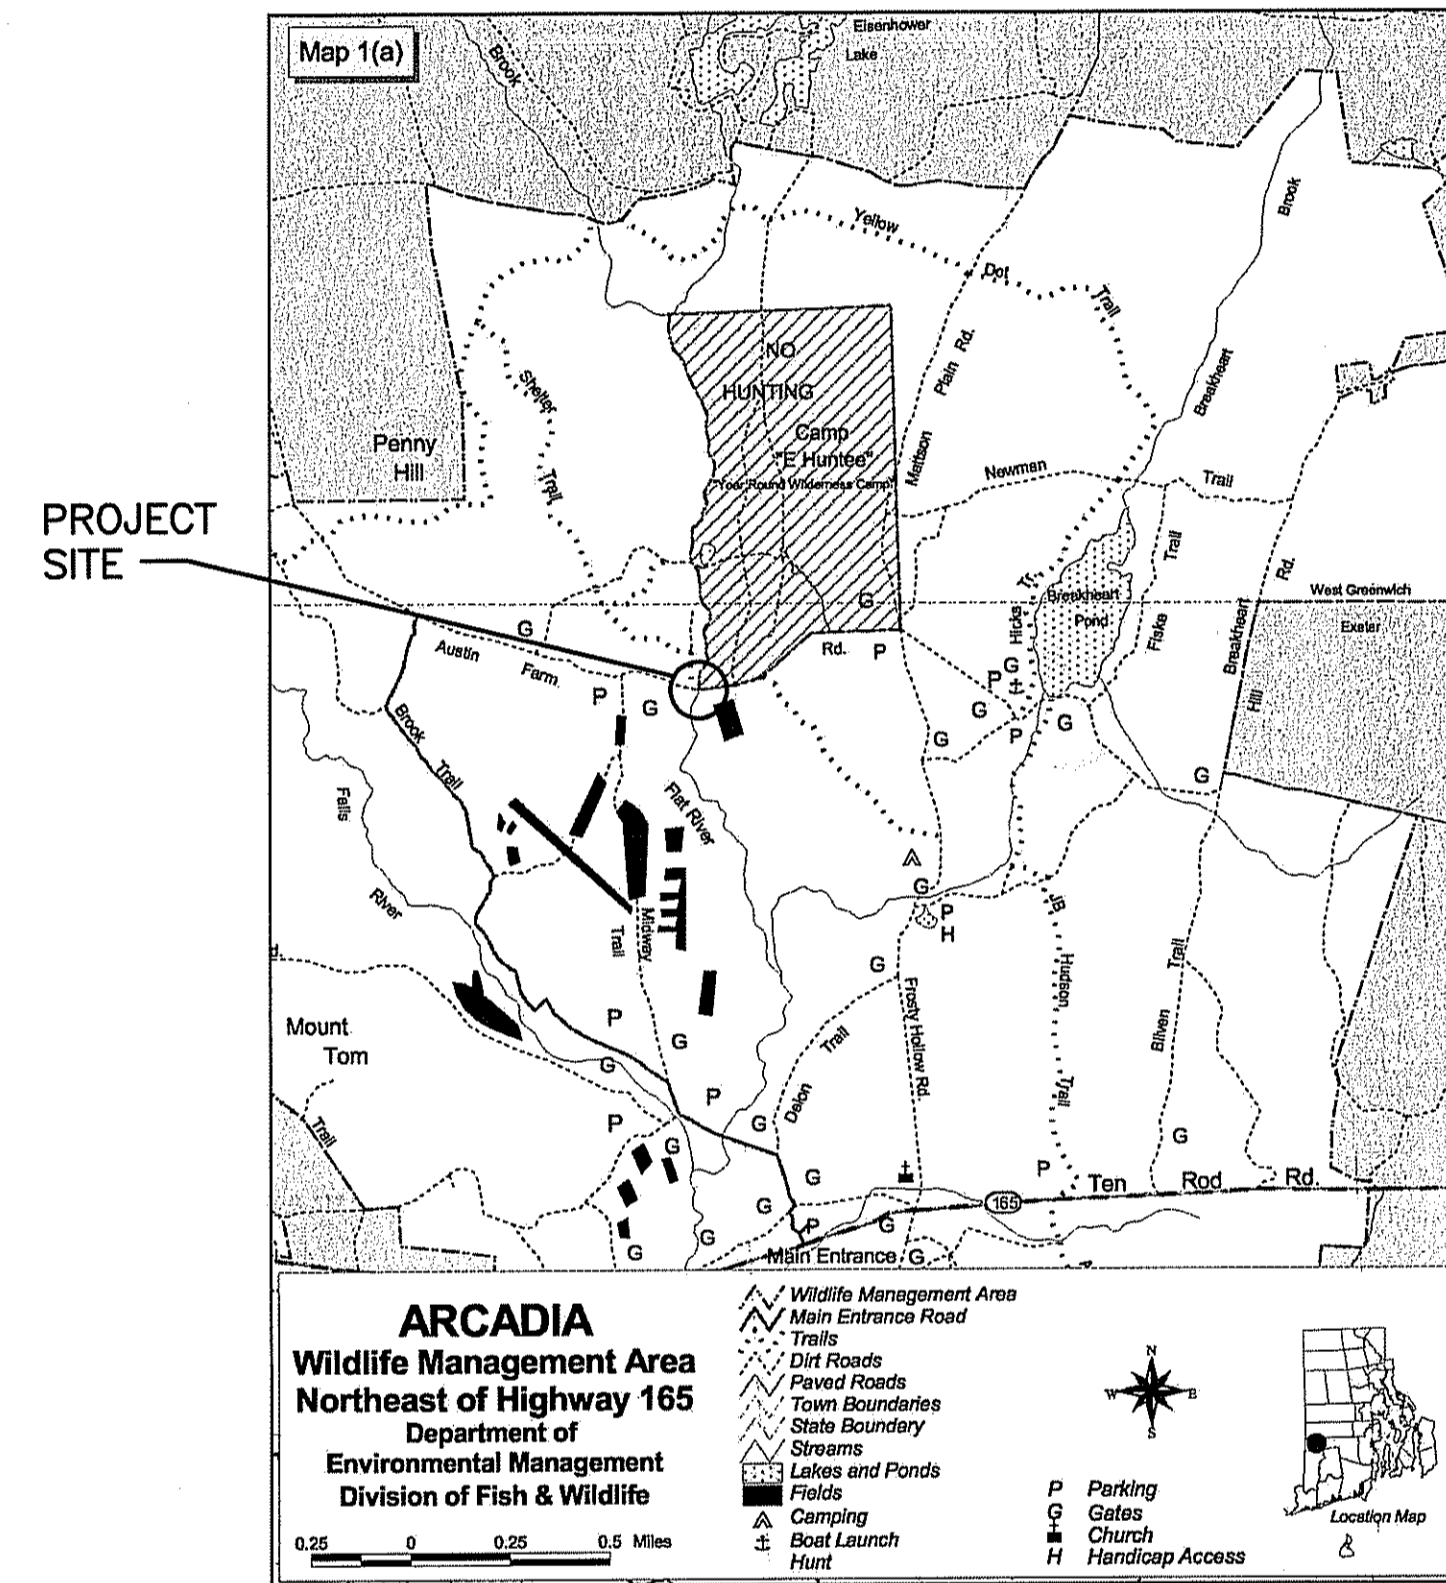 Map 1(a)
Brook
Eisenhower
Lake
Brook
Yellow
Dot
Trail
NO
HUNTING
Camp
"E Huntee"
"Year Round Wilderness Camp"
Mattson
Plain Rd.
Breakheart
Shelter
Trail
Penny
Hill
Newman
Trail
PROJECT
SITE
Trail
Fiske
Hicks
Tr.
Breakheart
Pond
Rd.
Breakheart
Hill
West Greenwich
Exeter
G
Austin
Farm
Rd.
P
G
P
G
P
G
G
P
G
G
G
Brook
Trail
Falls
River
Flat River
G
P
H
G
JB
Hudson
Trail
Trail
Midway
d.
Mount
Tom
Trail
P
G
G
P
P
G
G
Trail
Delon
Frosty Hollow Rd.
Bliven
Trail
G
P
Ten Rod Rd.
165
G
G
P
G
G
G
Main Entrance
G
ARCADIA
Wildlife Management Area
Northeast of Highway 165
Department of
Environmental Management
Division of Fish & Wildlife
0.25 0 0.25 0.5 Miles
Wildlife Management Area
Main Entrance Road
Trails
Dirt Roads
Paved Roads
Town Boundaries
State Boundary
Streams
Lakes and Ponds
Fields
Camping
Boat Launch
Hunt
P Parking
G Gates
Church
H Handicap Access
N
W E
S
Location Map